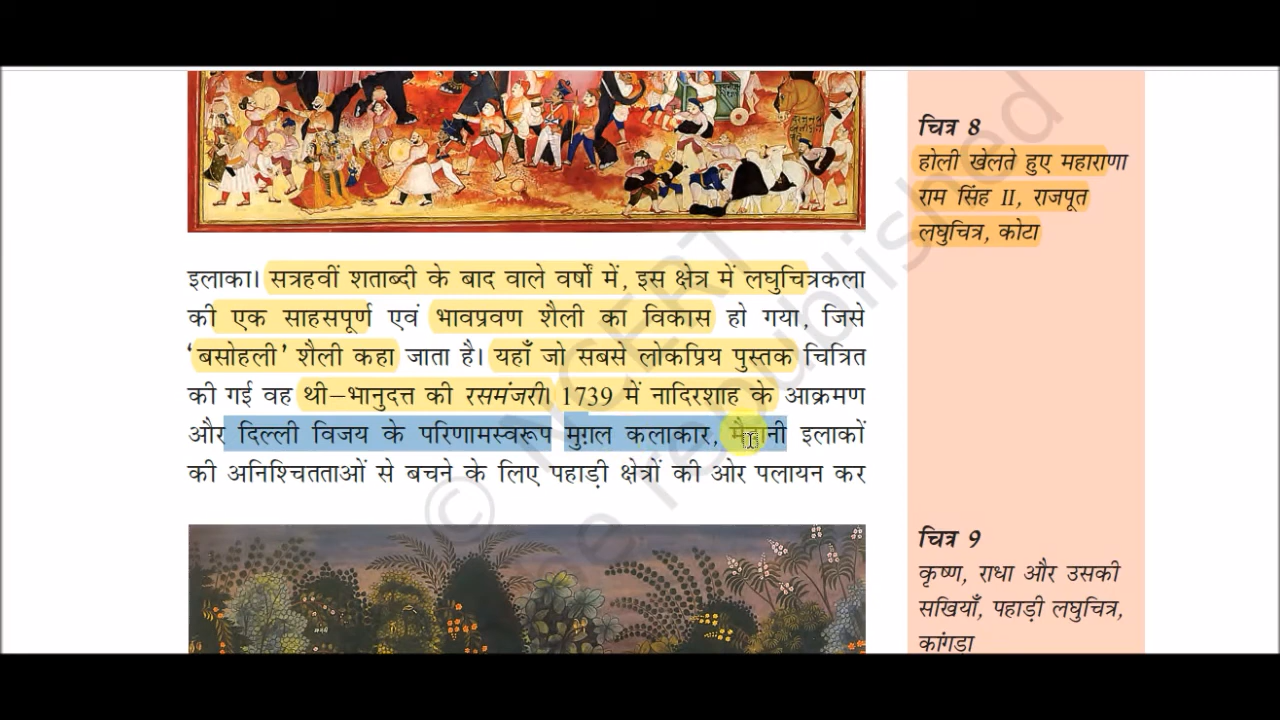 चित्र 8
होली खेलते हुए महाराणा
राम सिंह II, राजपूत
लघुचित्र, कोटा
इलाका। सत्रहवीं शताब्दी के बाद वाले वर्षों में, इस क्षेत्र में लघुचित्रकला
की एक साहसपूर्ण एवं भावप्रवण शैली का विकास हो गया, जिसे
‘बसोहली’ शैली कहा जाता है। यहाँ जो सबसे लोकप्रिय पुस्तक चित्रित
की गई वह थी–भानुदत्त की रसमंजरी। 1739 में नादिरशाह के आक्रमण
और दिल्ली विजय के परिणामस्वरूप मुग़ल कलाकार, मैदानी इलाकों
की अनिश्चितताओं से बचने के लिए पहाड़ी क्षेत्रों की ओर पलायन कर
चित्र 9
कृष्ण, राधा और उसकी
सखियाँ, पहाड़ी लघुचित्र,
कांगडा
© NCERT
be republished